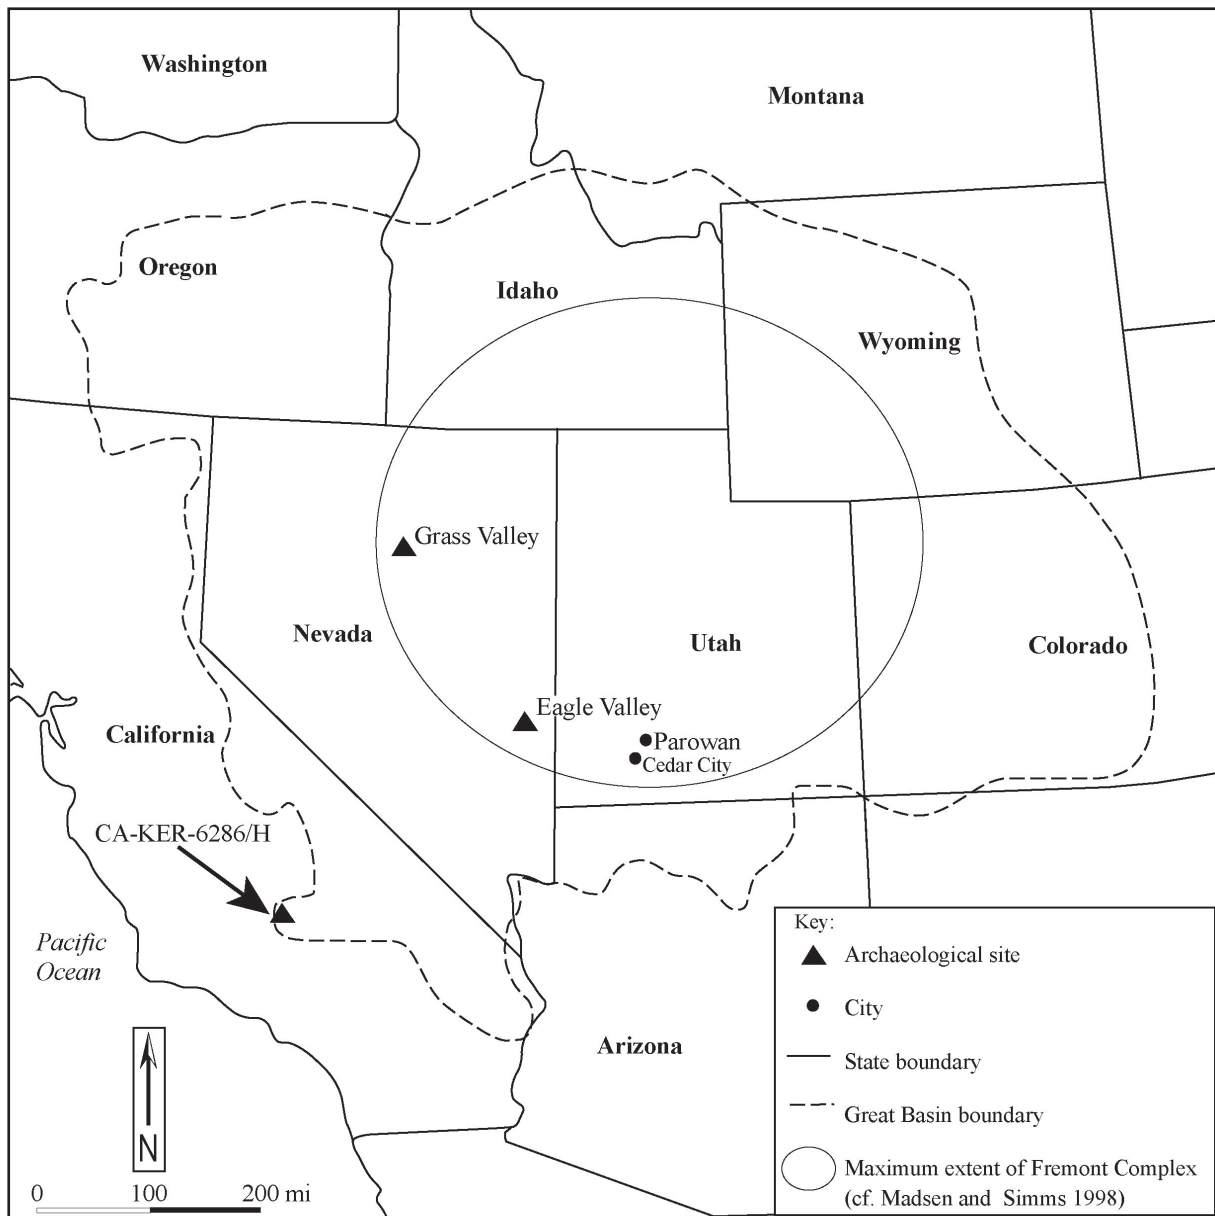 Washington
Montana
Oregon
Idaho
Wyoming
Grass Valley
Nevada
Utah
Colorado
Eagle Valley
California
Parowan
Cedar City
CA-KER-6286/H
Pacific
Ocean
Arizona
Key:
Archaeological site
City
State boundary
Great Basin boundary
Maximum extent of Fremont Complex
(cf. Madsen and Simms 1998)
N
0 100 200 mi